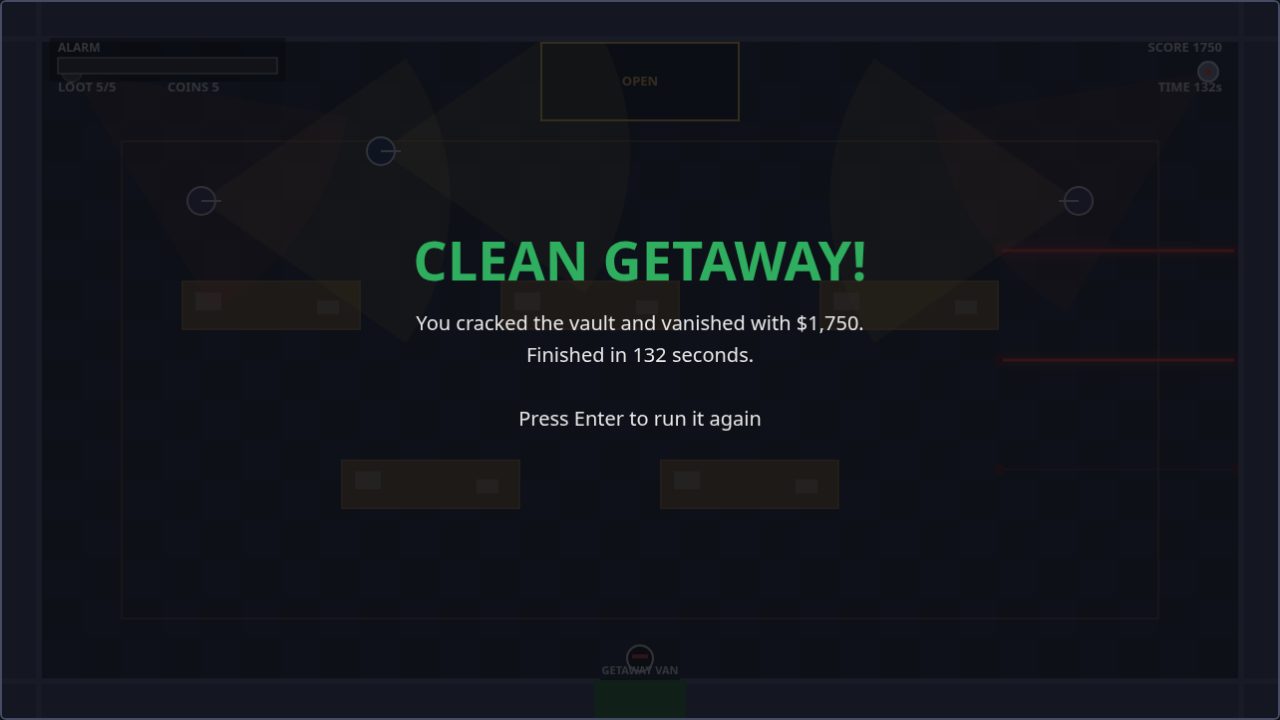 ALARM
LOOT 5/5
COINS 5
OPEN
SCORE 1750
TIME 132s
CLEAN GETAWAY!
You cracked the vault and vanished with $1,750.
Finished in 132 seconds.
Press Enter to run it again
GETAWAY VAN